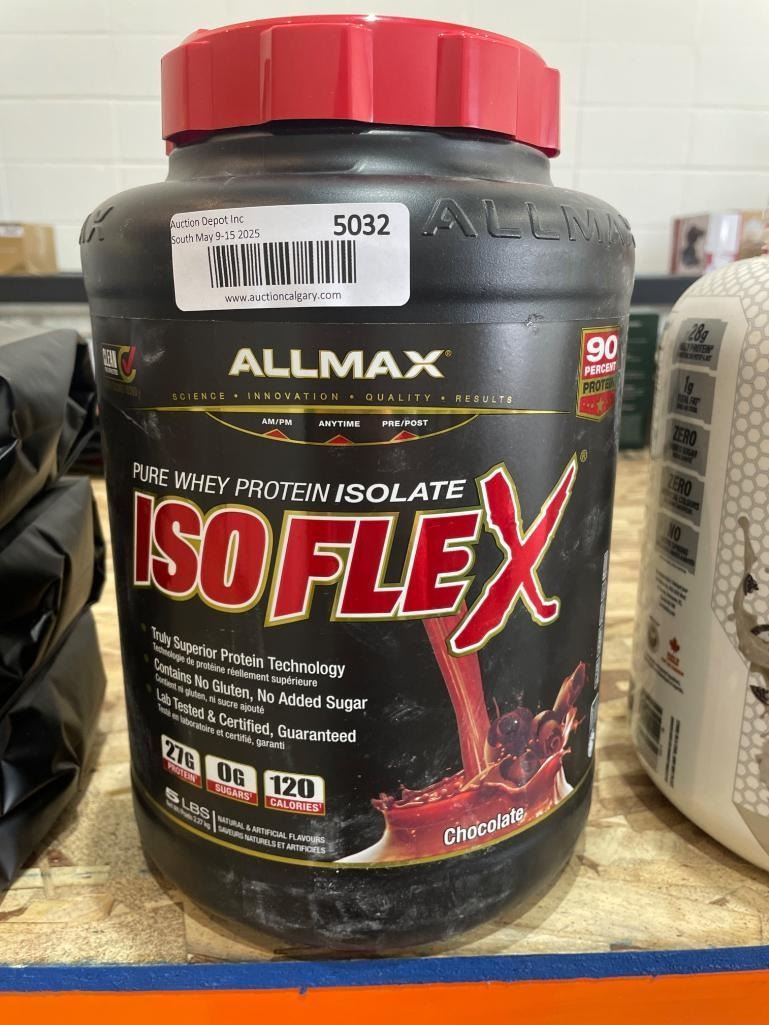 Auction Depot Inc
South May 9-15 2025
5032
www.auctioncalgary.com
ALLMAX
ALLMAX®
SCIENCE • INNOVATION • QUALITY • RESULTS
90
PERCENT
PROTEIN
AM/PM ANYTIME PRE/POST
PURE WHEY PROTEIN ISOLATE
ISOFLEX®
Truly Superior Protein Technology
Technologie de protéine réellement supérieure
Contains No Gluten, No Added Sugar
Contient ni gluten, ni sucre ajouté
Lab Tested & Certified, Guaranteed
Testé en laboratoire et certifié, garanti
27G
PROTEIN†
0G
SUGARS†
120
CALORIES†
5 LBS
NATURAL & ARTIFICIAL FLAVOURS
SAVEURS NATURELS ET ARTIFICIELS
Chocolate
28g
1g
TOTAL FAT
ZERO
ZERO
NO